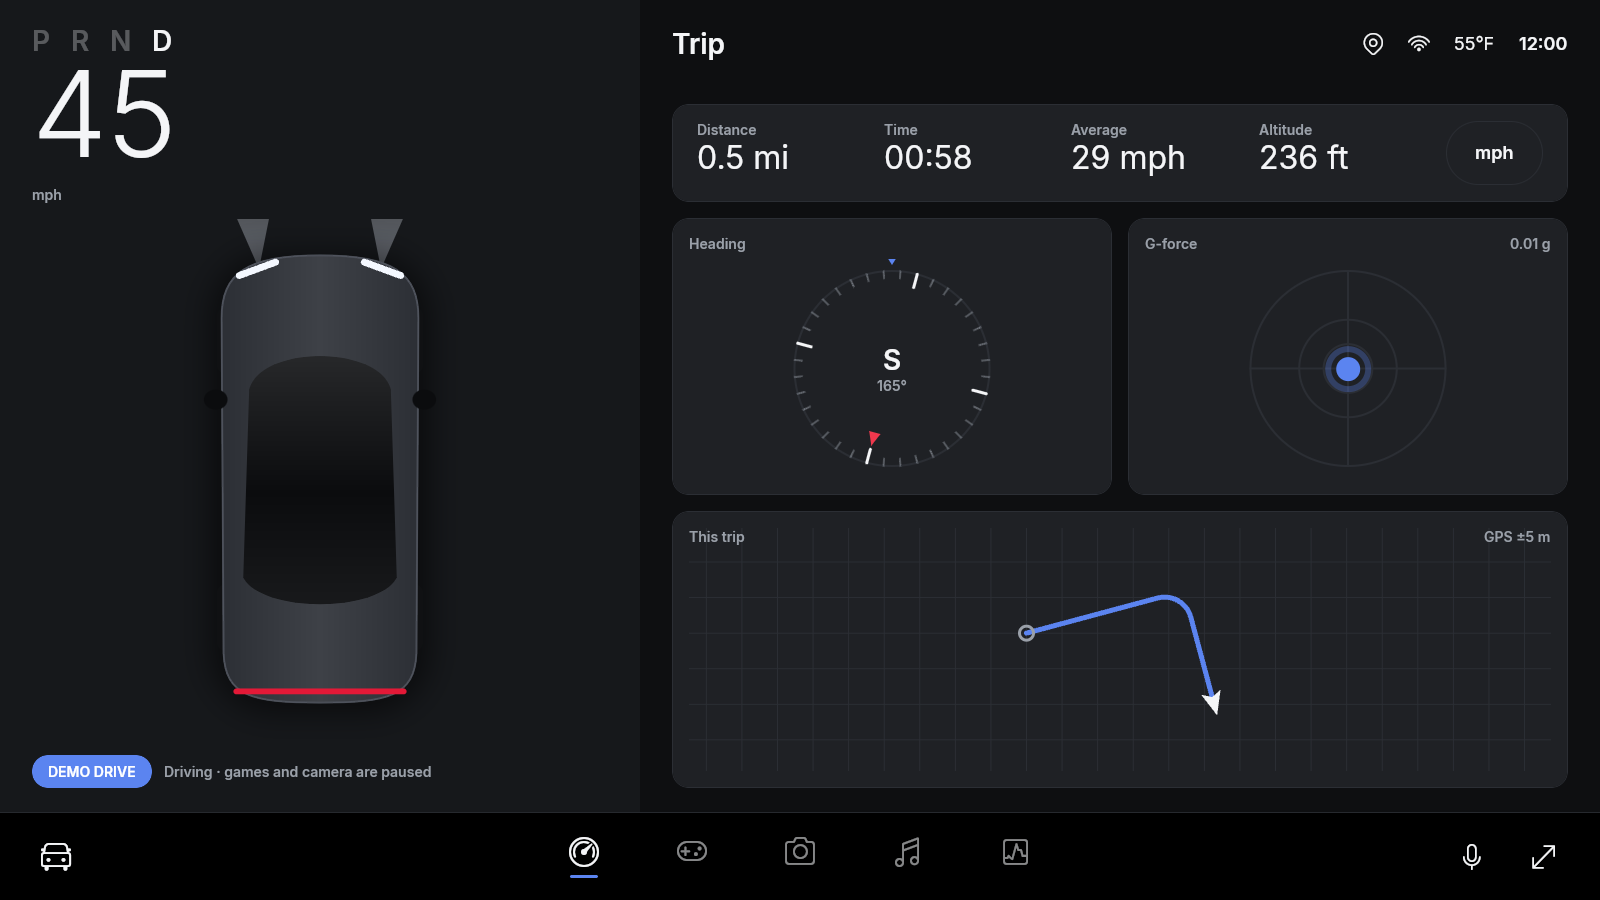 P R N D
45
mph
DEMO DRIVE
Driving · games and camera are paused
Trip
55°F
12:00
Distance
0.5 mi
Time
00:58
Average
29 mph
Altitude
236 ft
mph
Heading
S
165°
G-force
0.01 g
This trip
GPS ±5 m